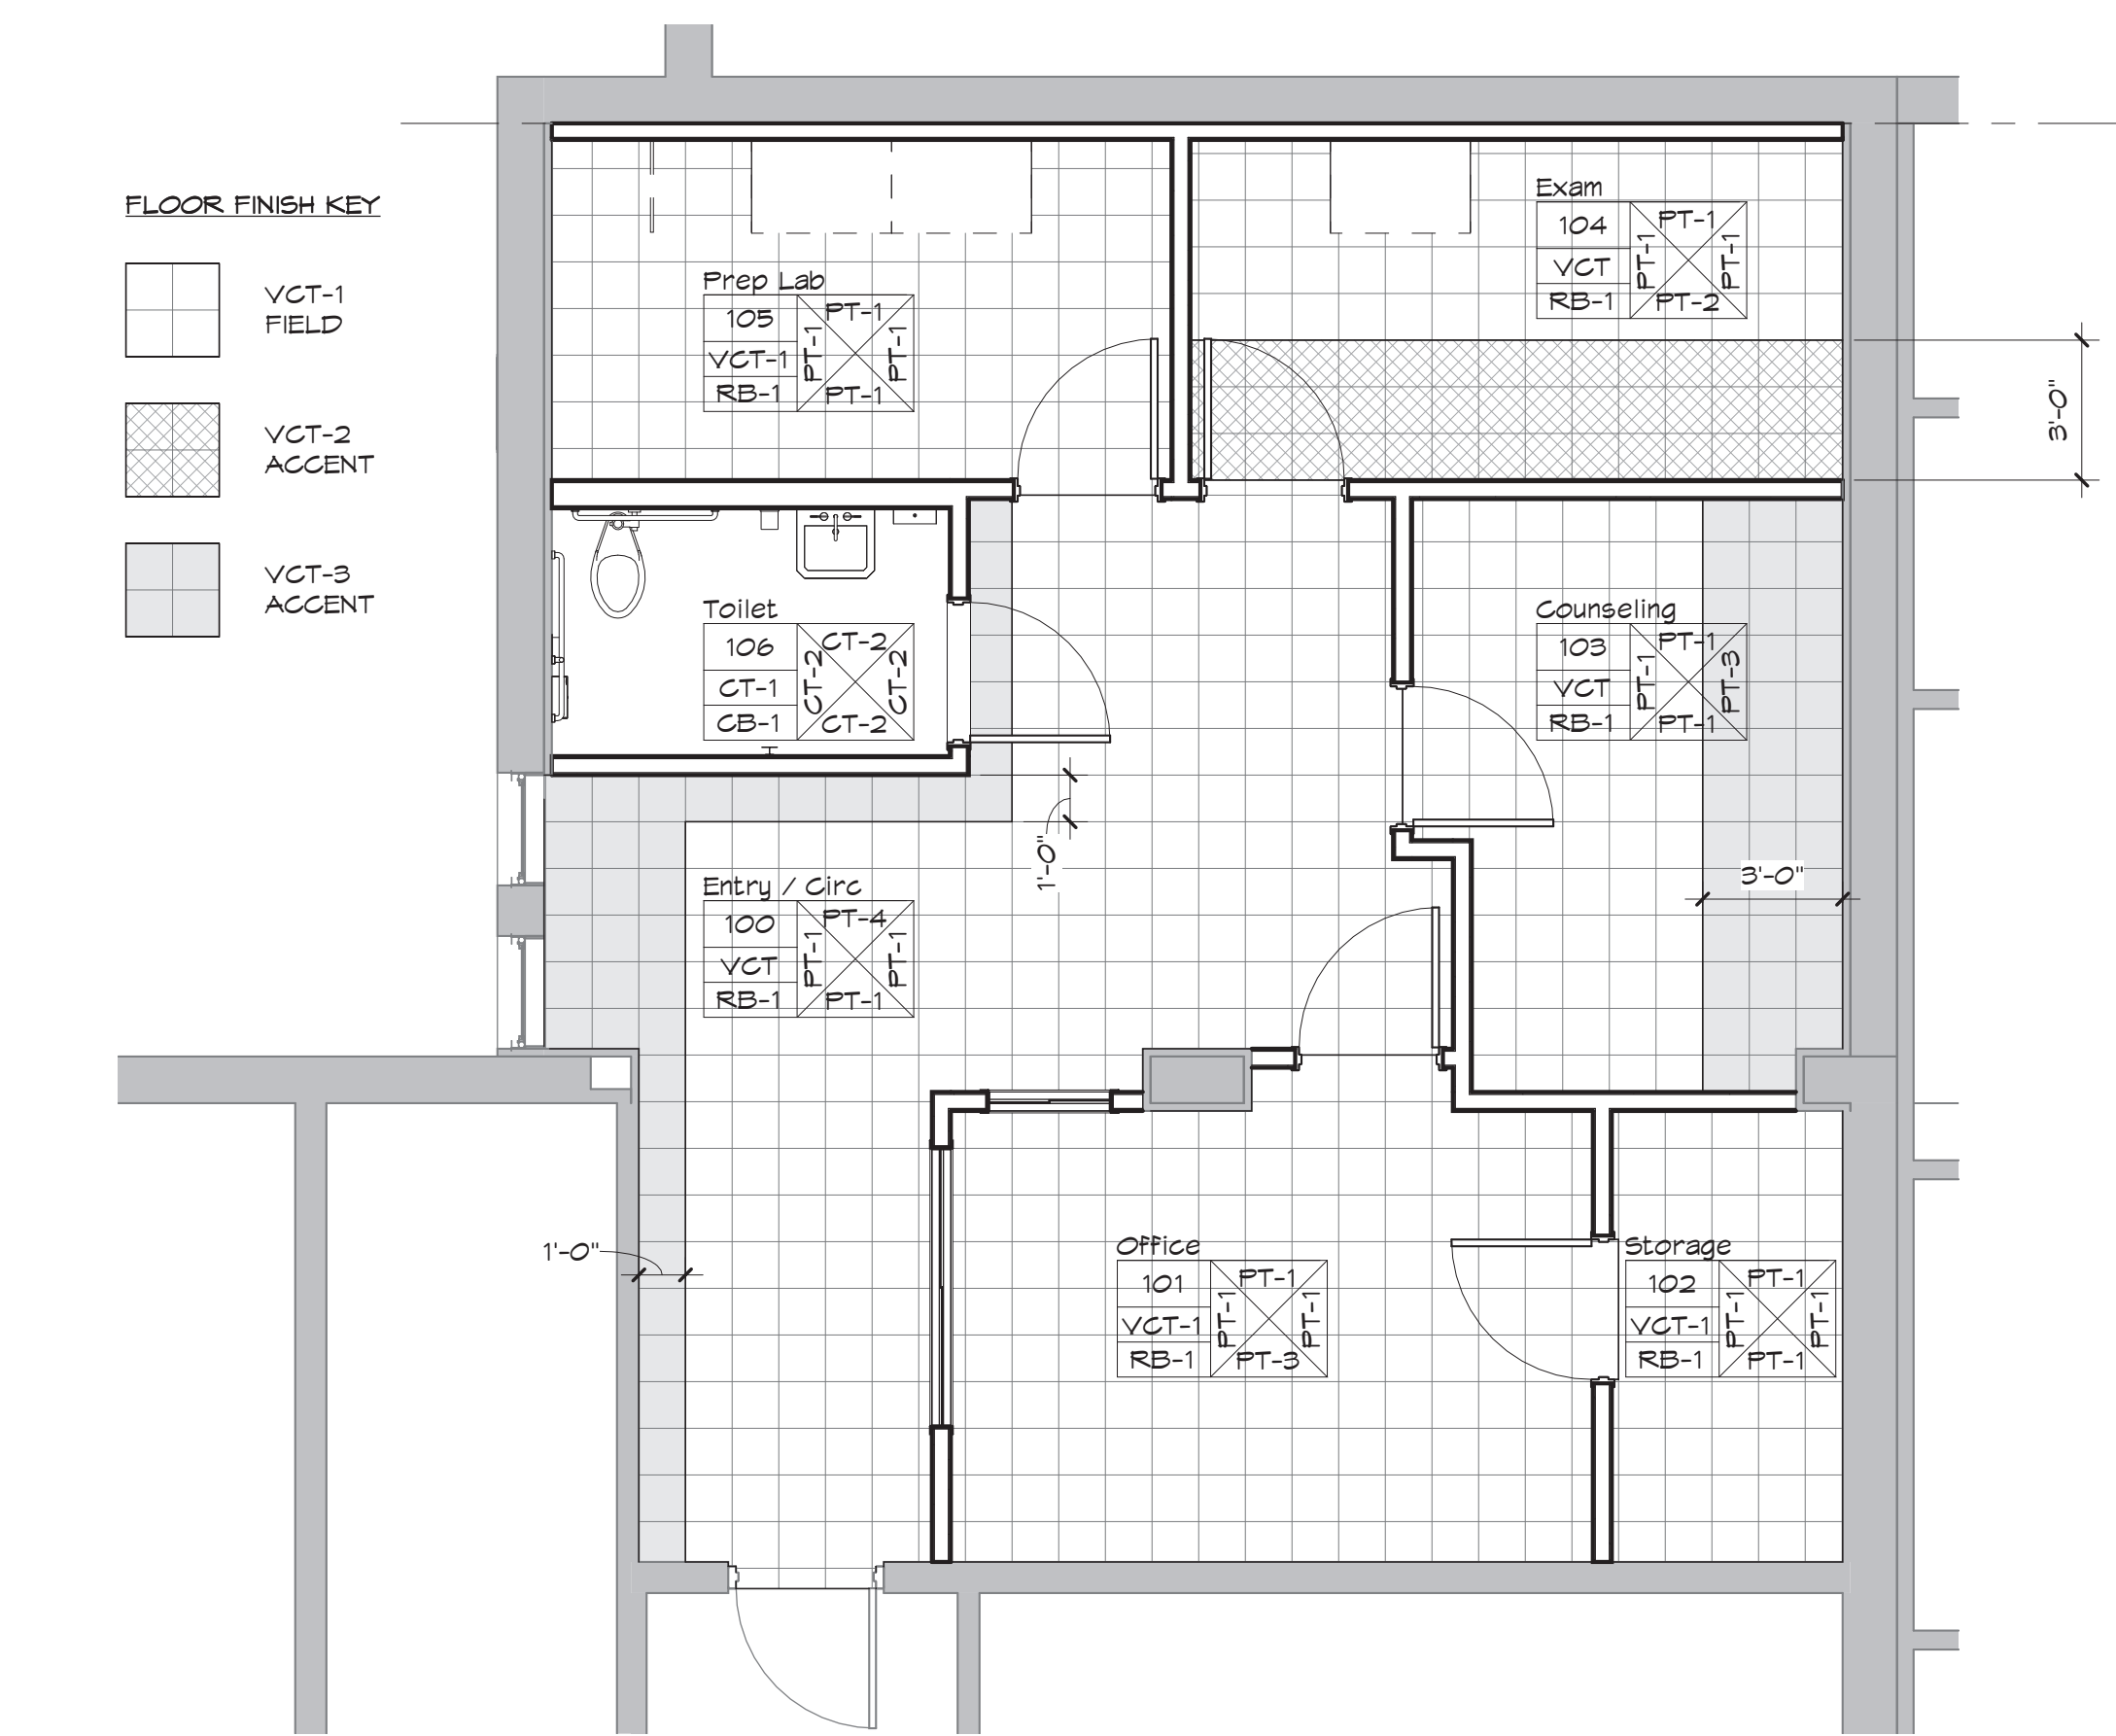 FLOOR FINISH KEY
VCT-1
FIELD
VCT-2
ACCENT
VCT-3
ACCENT
Exam
104
VCT
RB-1
PT-1
PT-1
PT-1
PT-2
3'-0"
Prep Lab
105
VCT-1
RB-1
PT-1
PT-1
PT-1
PT-1
Toilet
106
CT-1
CB-1
CT-2
CT-2
CT-2
CT-2
Counseling
103
VCT
RB-1
PT-1
PT-1
PT-3
PT-1
1'-0"
3'-0"
Entry / Circ
100
VCT
RB-1
PT-4
PT-1
PT-1
PT-1
1'-0"
Office
101
VCT-1
RB-1
PT-1
PT-1
PT-1
PT-3
Storage
102
VCT-1
RB-1
PT-1
PT-1
PT-1
PT-1